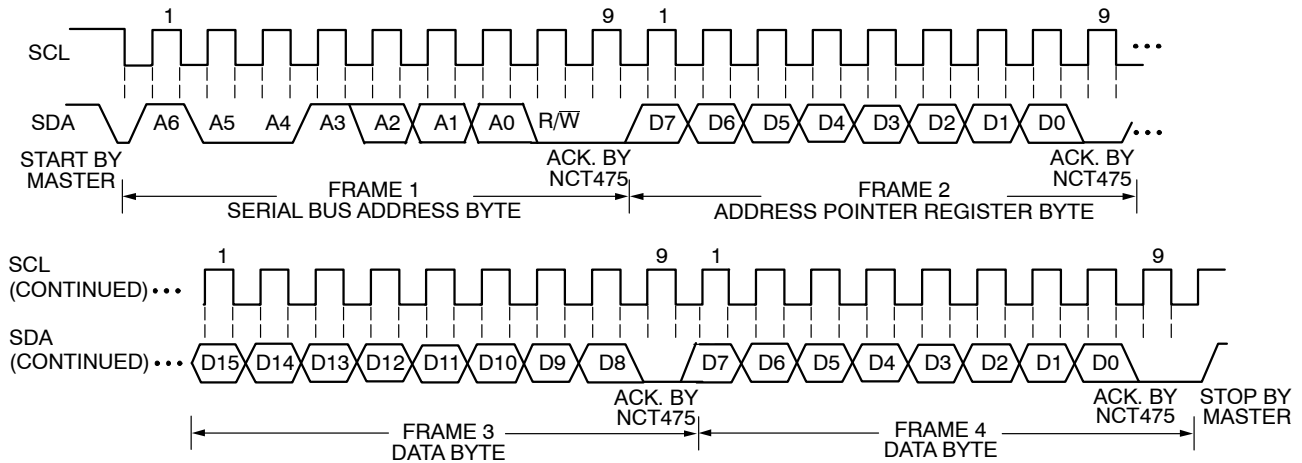 1 9 1 9
SCL
SDA A6 A5 A4 A3 A2 A1 A0 R/W̅ D7 D6 D5 D4 D3 D2 D1 D0
START BY MASTER
ACK. BY NCT475
ACK. BY NCT475
FRAME 1
SERIAL BUS ADDRESS BYTE
FRAME 2
ADDRESS POINTER REGISTER BYTE
1 9 1 9
SCL
(CONTINUED)
SDA
(CONTINUED) D15 D14 D13 D12 D11 D10 D9 D8 D7 D6 D5 D4 D3 D2 D1 D0
ACK. BY NCT475
ACK. BY NCT475
STOP BY MASTER
FRAME 3
DATA BYTE
FRAME 4
DATA BYTE